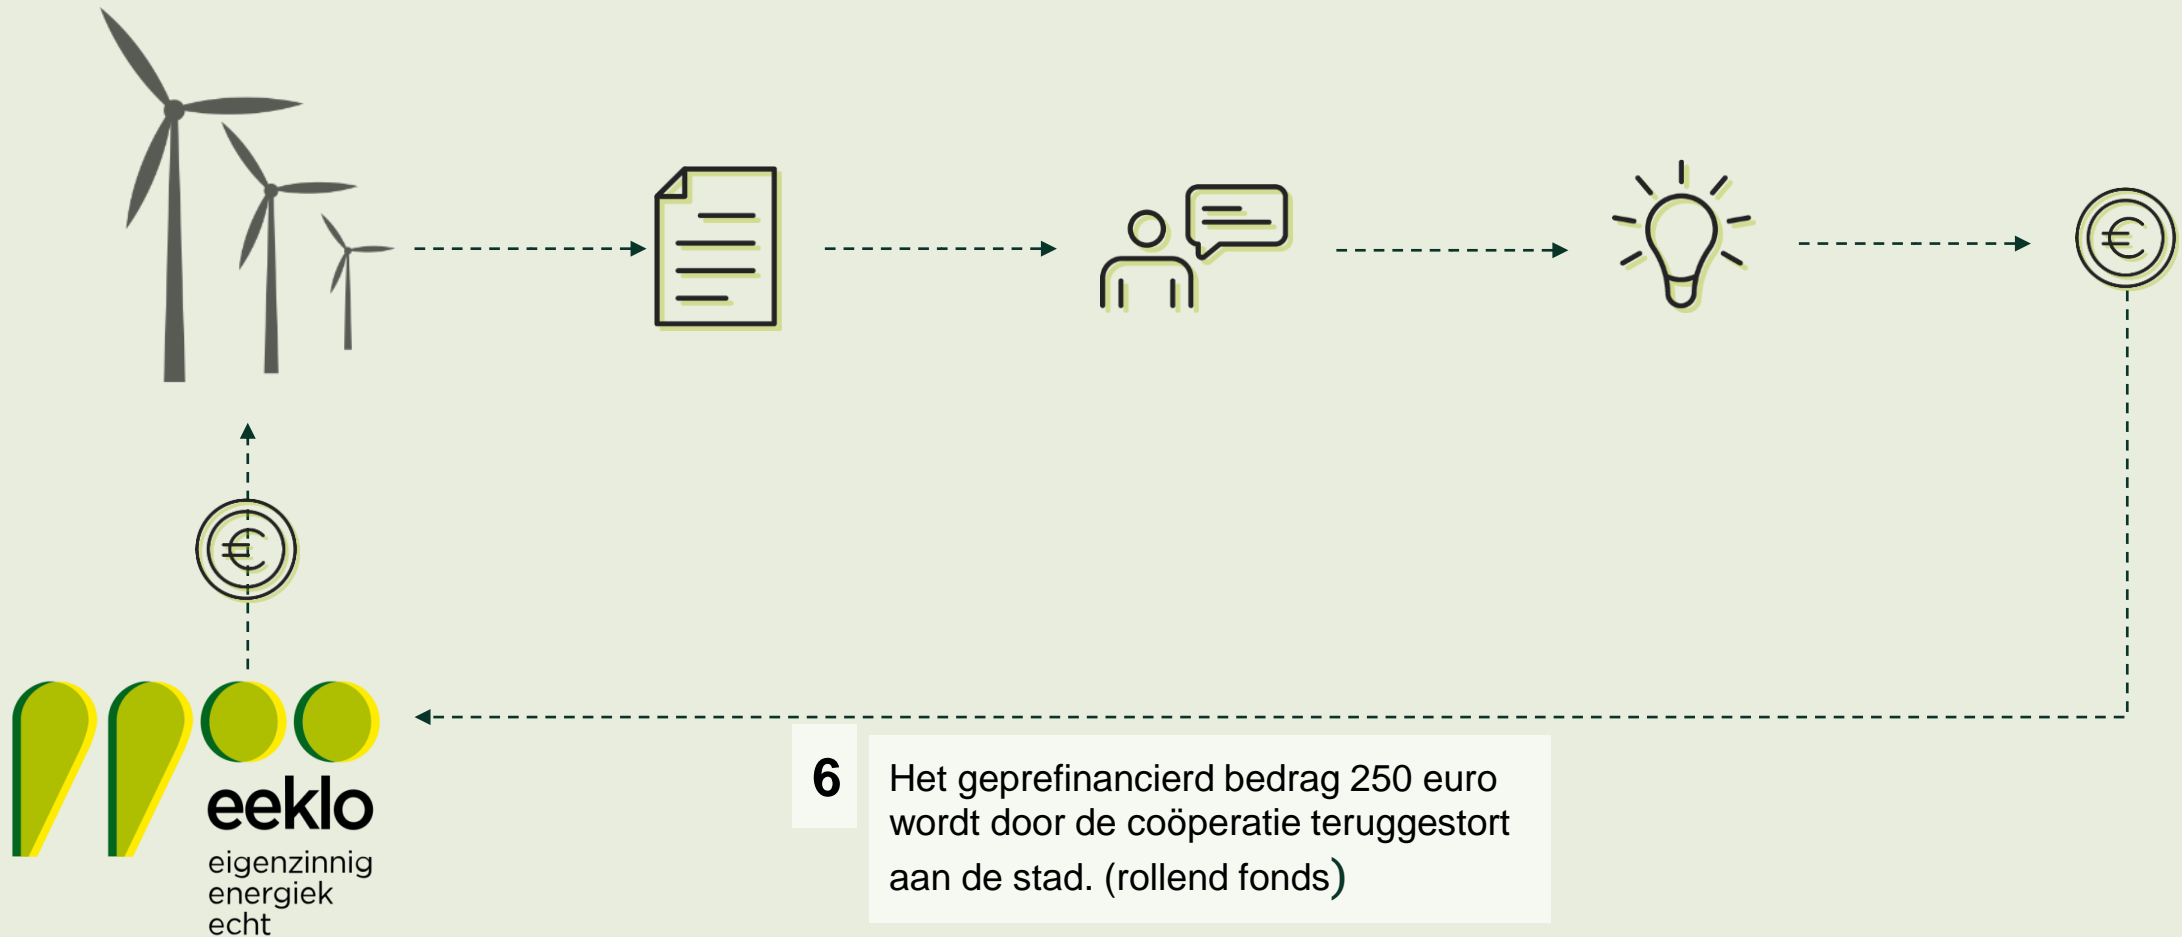 6
Het geprefinancierd bedrag 250 euro
wordt door de coöperatie teruggestort
aan de stad. (rollend fonds)
eeklo
eigenzinnig
energiek
echt